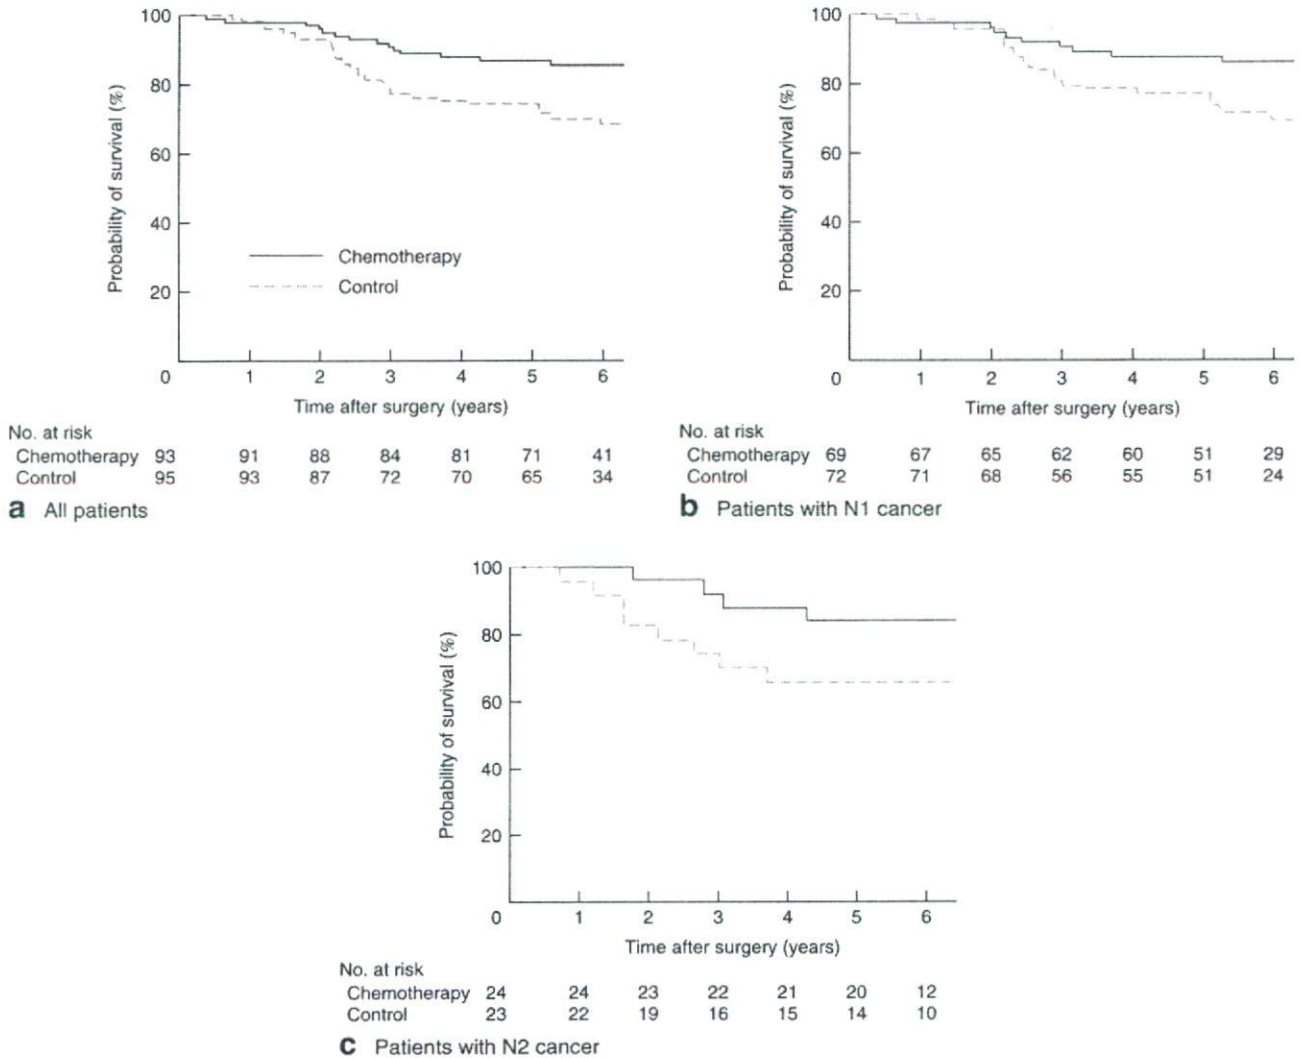 100
80
60
40
20
0
Probability of survival (%)
Chemotherapy
Control
1 2 3 4 5 6
Time after surgery (years)
No. at risk
Chemotherapy 93 91 88 84 81 71 41
Control 95 93 87 72 70 65 34
a All patients
100
80
60
40
20
0
Probability of survival (%)
1 2 3 4 5 6
Time after surgery (years)
No. at risk
Chemotherapy 69 67 65 62 60 51 29
Control 72 71 68 56 55 51 24
b Patients with N1 cancer
100
80
60
40
20
0
Probability of survival (%)
1 2 3 4 5 6
Time after surgery (years)
No. at risk
Chemotherapy 24 24 23 22 21 20 12
Control 23 22 19 16 15 14 10
c Patients with N2 cancer